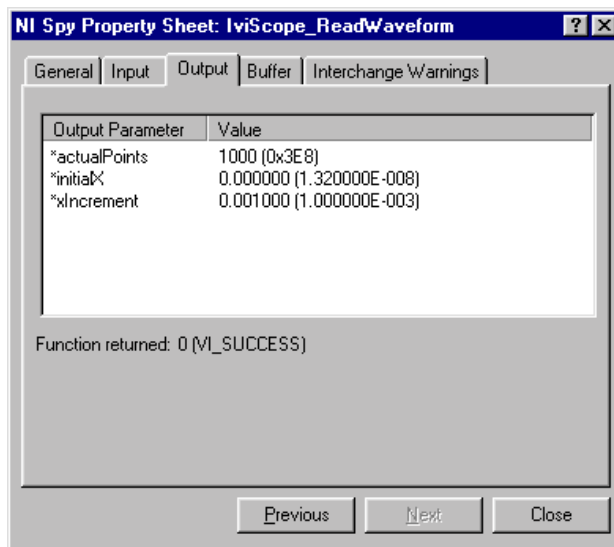 NI Spy Property Sheet: IviScope_ReadWaveform
General Input Output Buffer Interchange Warnings
Output Parameter Value
*actualPoints 1000 (0x3E8)
*initialX 0.000000 (1.320000E-008)
*xIncrement 0.001000 (1.000000E-003)
Function returned: 0 (VI_SUCCESS)
Previous Next Close